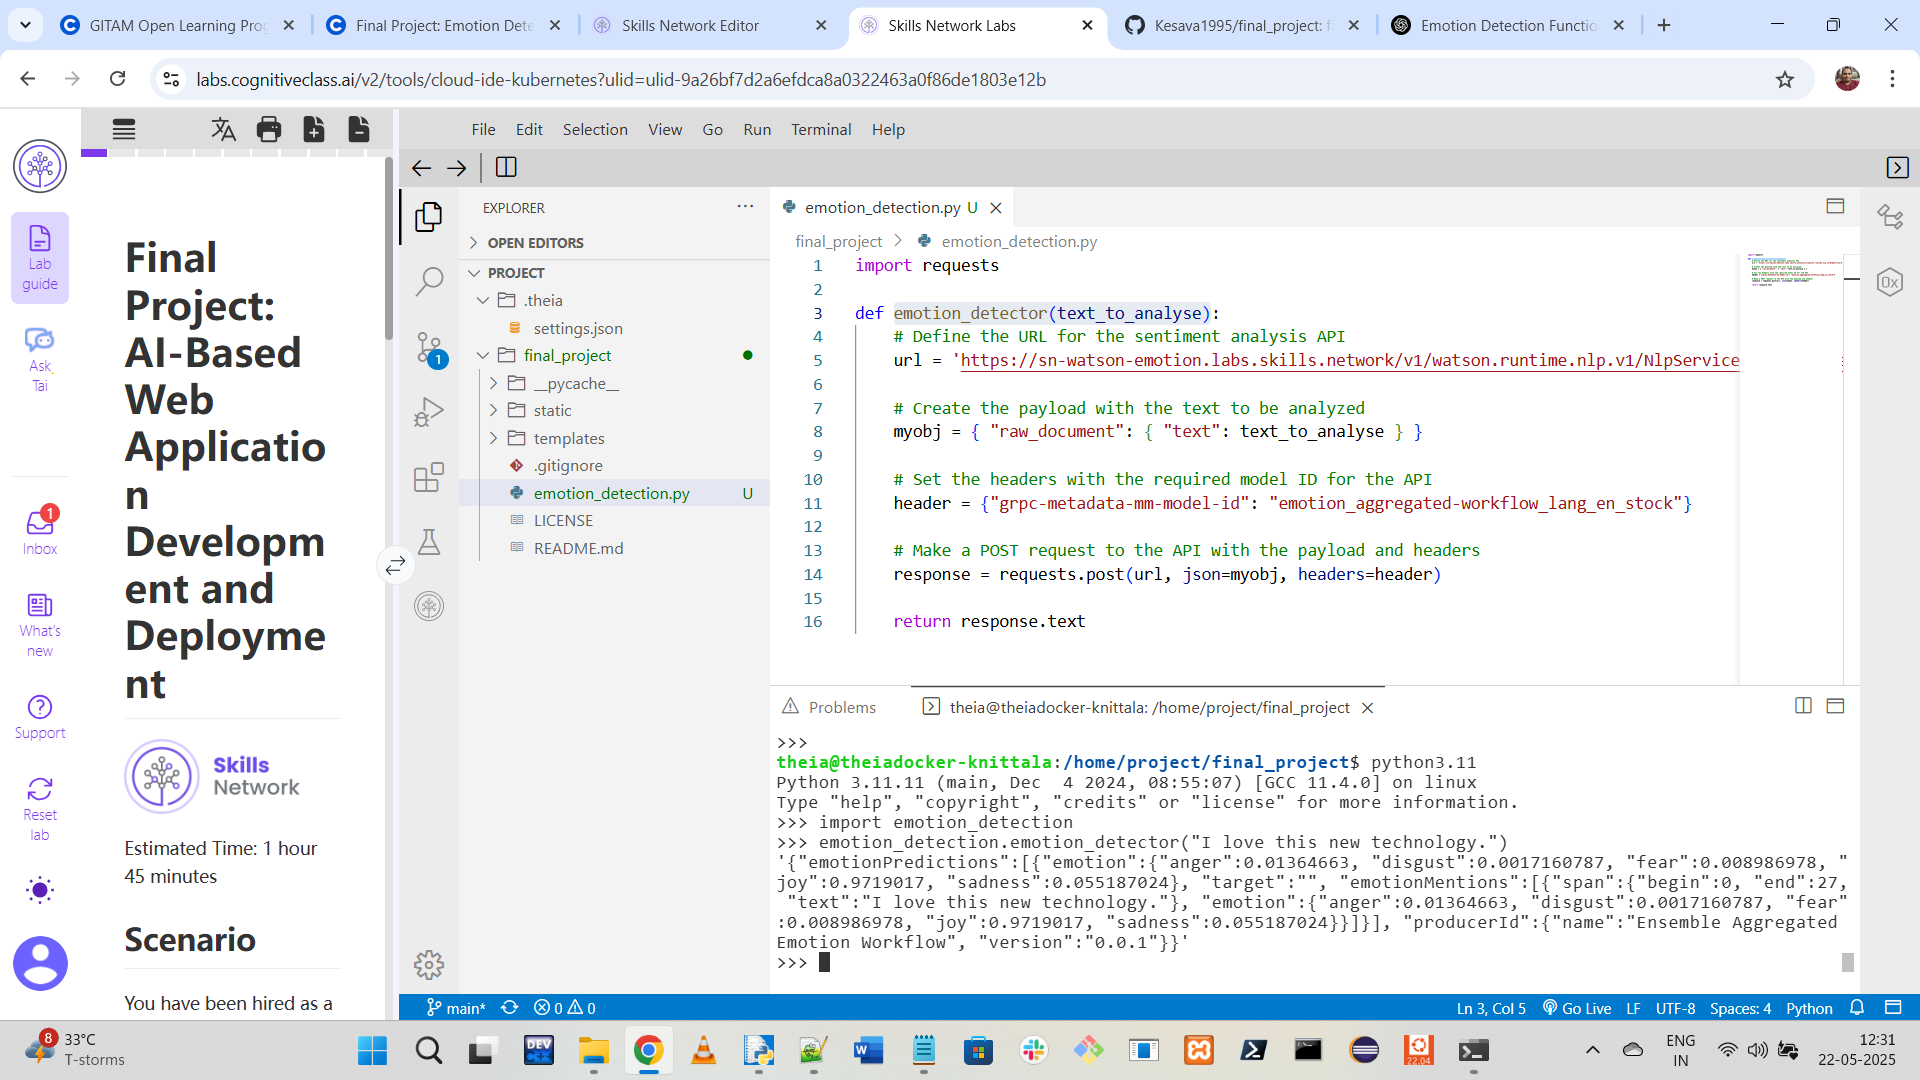 GITAM Open Learning Prog
Final Project: Emotion Dete
Skills Network Editor
Skills Network Labs
Kesava1995/final_project: f
Emotion Detection Functio
labs.cognitiveclass.ai/v2/tools/cloud-ide-kubernetes?ulid=ulid-9a26bf7d2a6efdca8a0322463a0f86de1803e12b
File Edit Selection View Go Run Terminal Help
Lab
guide
Ask
Tai
1
Inbox
What's
new
Support
Reset
lab
Final
Project:
AI-Based
Web
Applicatio
n
Developm
ent and
Deployme
nt
Skills
Network
Estimated Time: 1 hour
45 minutes
Scenario
You have been hired as a
EXPLORER
OPEN EDITORS
PROJECT
.theia
settings.json
final_project
__pycache__
static
templates
.gitignore
emotion_detection.py U
LICENSE
README.md
1
emotion_detection.py U
final_project > emotion_detection.py
1 import requests
2
3 def emotion_detector(text_to_analyse):
4 # Define the URL for the sentiment analysis API
5 url = 'https://sn-watson-emotion.labs.skills.network/v1/watson.runtime.nlp.v1/NlpService
6
7 # Create the payload with the text to be analyzed
8 myobj = { "raw_document": { "text": text_to_analyse } }
9
10 # Set the headers with the required model ID for the API
11 header = {"grpc-metadata-mm-model-id": "emotion_aggregated-workflow_lang_en_stock"}
12
13 # Make a POST request to the API with the payload and headers
14 response = requests.post(url, json=myobj, headers=header)
15
16 return response.text
Problems
theia@theiadocker-knittala: /home/project/final_project
>>>
theia@theiadocker-knittala:/home/project/final_project$ python3.11
Python 3.11.11 (main, Dec  4 2024, 08:55:07) [GCC 11.4.0] on linux
Type "help", "copyright", "credits" or "license" for more information.
>>> import emotion_detection
>>> emotion_detection.emotion_detector("I love this new technology.")
'{"emotionPredictions":[{"emotion":{"anger":0.01364663, "disgust":0.0017160787, "fear":0.008986978, "
joy":0.9719017, "sadness":0.055187024}, "target":"", "emotionMentions":[{"span":{"begin":0, "end":27,
"text":"I love this new technology."}, "emotion":{"anger":0.01364663, "disgust":0.0017160787, "fear"
:0.008986978, "joy":0.9719017, "sadness":0.055187024}}]}], "producerId":{"name":"Ensemble Aggregated
Emotion Workflow", "version":"0.0.1"}}'
>>>
main* 0 0
Ln 3, Col 5 Go Live LF UTF-8 Spaces: 4 Python
8
33°C
T-storms
DEV
C++
22.04
ENG
IN
12:31
22-05-2025